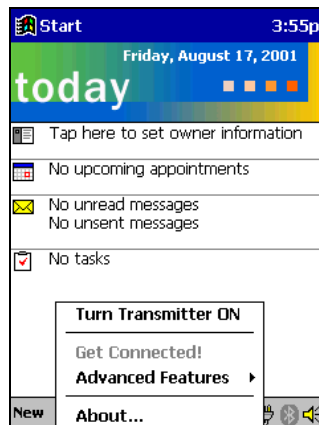 Start 3:55p
Friday, August 17, 2001
today
Tap here to set owner information
No upcoming appointments
No unread messages
No unsent messages
No tasks
Turn Transmitter ON
Get Connected!
Advanced Features
New
About...